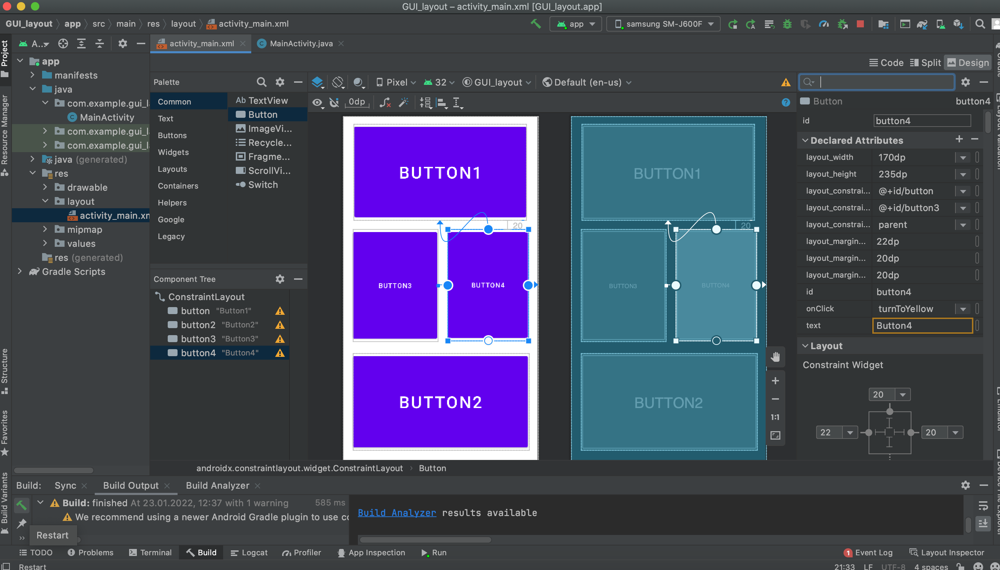 GUI_layout – activity_main.xml [GUI_layout.app]
GUI_layout app src main res layout activity_main.xml
app samsung SM-J600F
A... activity_main.xml MainActivity.java
Code Split Design
Project
Resource Manager
Structure
Favorites
Build Variants
app
manifests
java
com.example.gui_l
MainActivity
com.example.gui_l
com.example.gui_l
java (generated)
res
drawable
layout
activity_main.xm
mipmap
values
res (generated)
Gradle Scripts
Palette
Common
Text
Buttons
Widgets
Layouts
Containers
Helpers
Google
Legacy
Ab TextView
Button
ImageVi...
Recycle...
Fragme...
ScrollVi...
Switch
Component Tree
ConstraintLayout
button "Button1"
button2 "Button2"
button3 "Button3"
button4 "Button4"
Pixel 32 GUI_layout Default (en-us)
0dp
BUTTON1
20
BUTTON3
BUTTON4
BUTTON2
BUTTON1
20
BUTTON3
BUTTON4
BUTTON2
1:1
Button button4
id button4
Declared Attributes
layout_width 170dp
layout_height 235dp
layout_constrai... @+id/button
layout_constrai... @+id/button3
layout_constrai... parent
layout_margin... 22dp
layout_margin... 20dp
layout_margin... 20dp
id button4
onClick turnToYellow
text Button4
Layout
Constraint Widget
20
22 20
Layout Validation
Emulator
Device File Explorer
androidx.constraintlayout.widget.ConstraintLayout Button
Build: Sync Build Output Build Analyzer
Build: finished At 23.01.2022, 12:37 with 1 warning 585 ms
We recommend using a newer Android Gradle plugin to use co
Build Analyzer results available
Restart
TODO Problems Terminal Build Logcat Profiler App Inspection Run 1 Event Log Layout Inspector
Restart 21:33 LF UTF-8 4 spaces